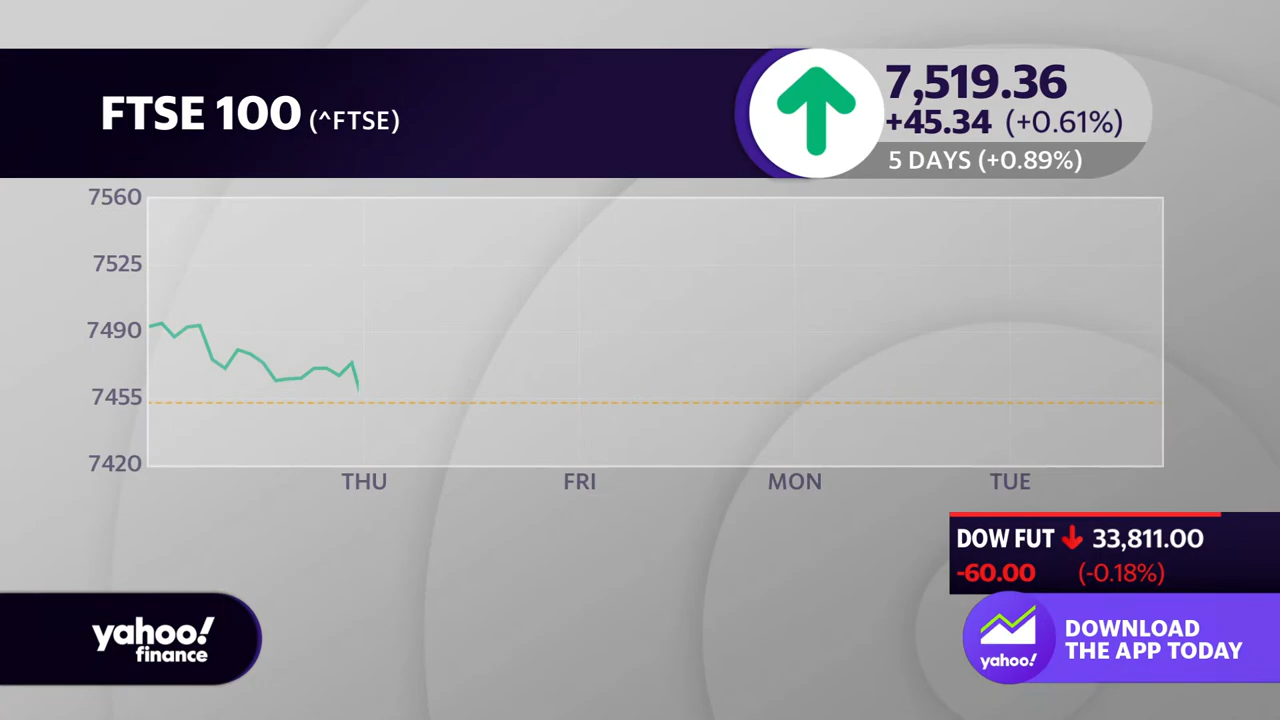 FTSE 100 (^FTSE)
7,519.36
+45.34 (+0.61%)
5 DAYS (+0.89%)
7560
7525
7490
7455
7420
THU FRI MON TUE
DOW FUT 33,811.00
-60.00 (-0.18%)
yahoo!
finance
yahoo!
DOWNLOAD
THE APP TODAY